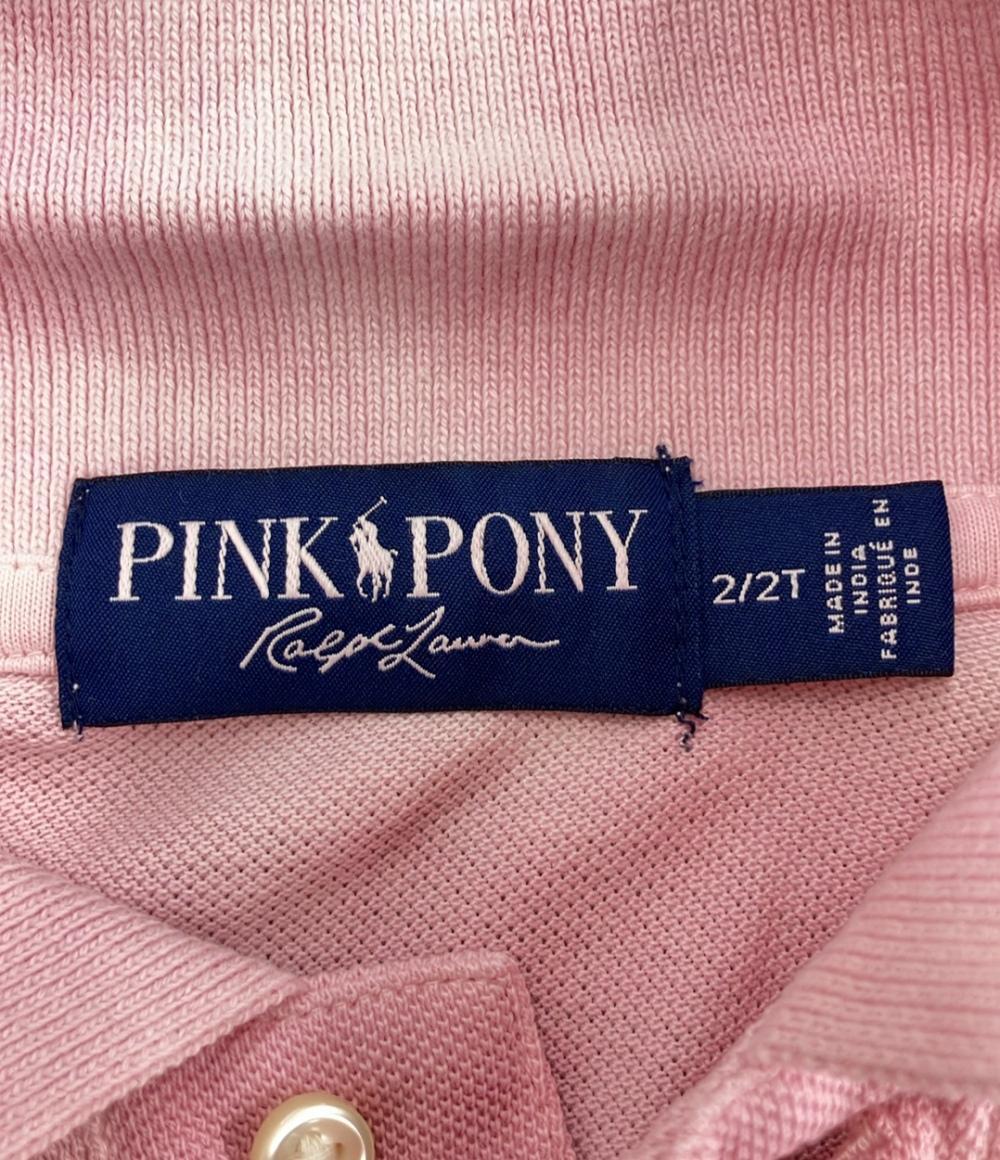 PINK PONY
Ralph Lauren
2/2T
MADE IN
INDIA
FABRIQUÉ EN
INDE